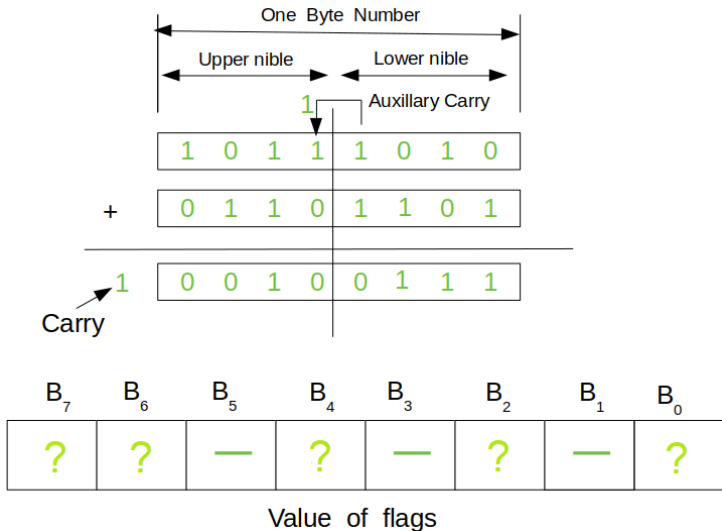 One Byte Number
Upper nible Lower nible
1 Auxillary Carry
1 0 1 1 1 0 1 0
+ 0 1 1 0 1 1 0 1
1 0 0 1 0 0 1 1 1
Carry
B7 B6 B5 B4 B3 B2 B1 B0
? ? — ? — ? — ?
Value of flags